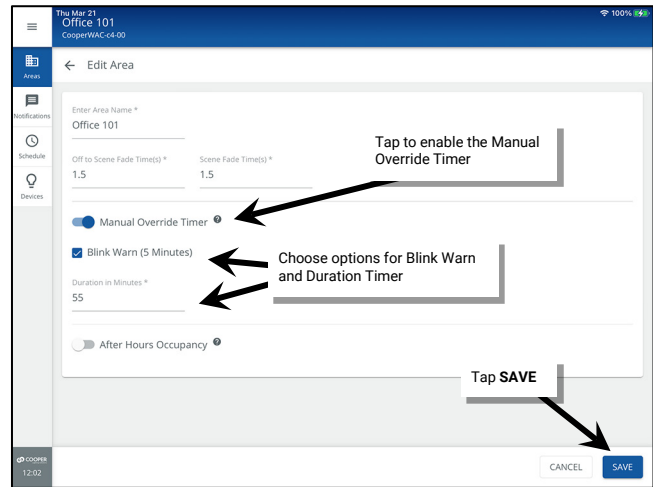 Thu Mar 21
Office 101
CooperWAC-c4-00
100%
Areas
Notifications
Schedule
Devices
Edit Area
Enter Area Name *
Office 101
Off to Scene Fade Time(s) *
Scene Fade Time(s) *
1.5
1.5
Tap to enable the Manual
Override Timer
Manual Override Timer ?
Blink Warn (5 Minutes)
Choose options for Blink Warn
and Duration Timer
Duration in Minutes *
55
After Hours Occupancy ?
Tap SAVE
COOPER
12:02
CANCEL
SAVE